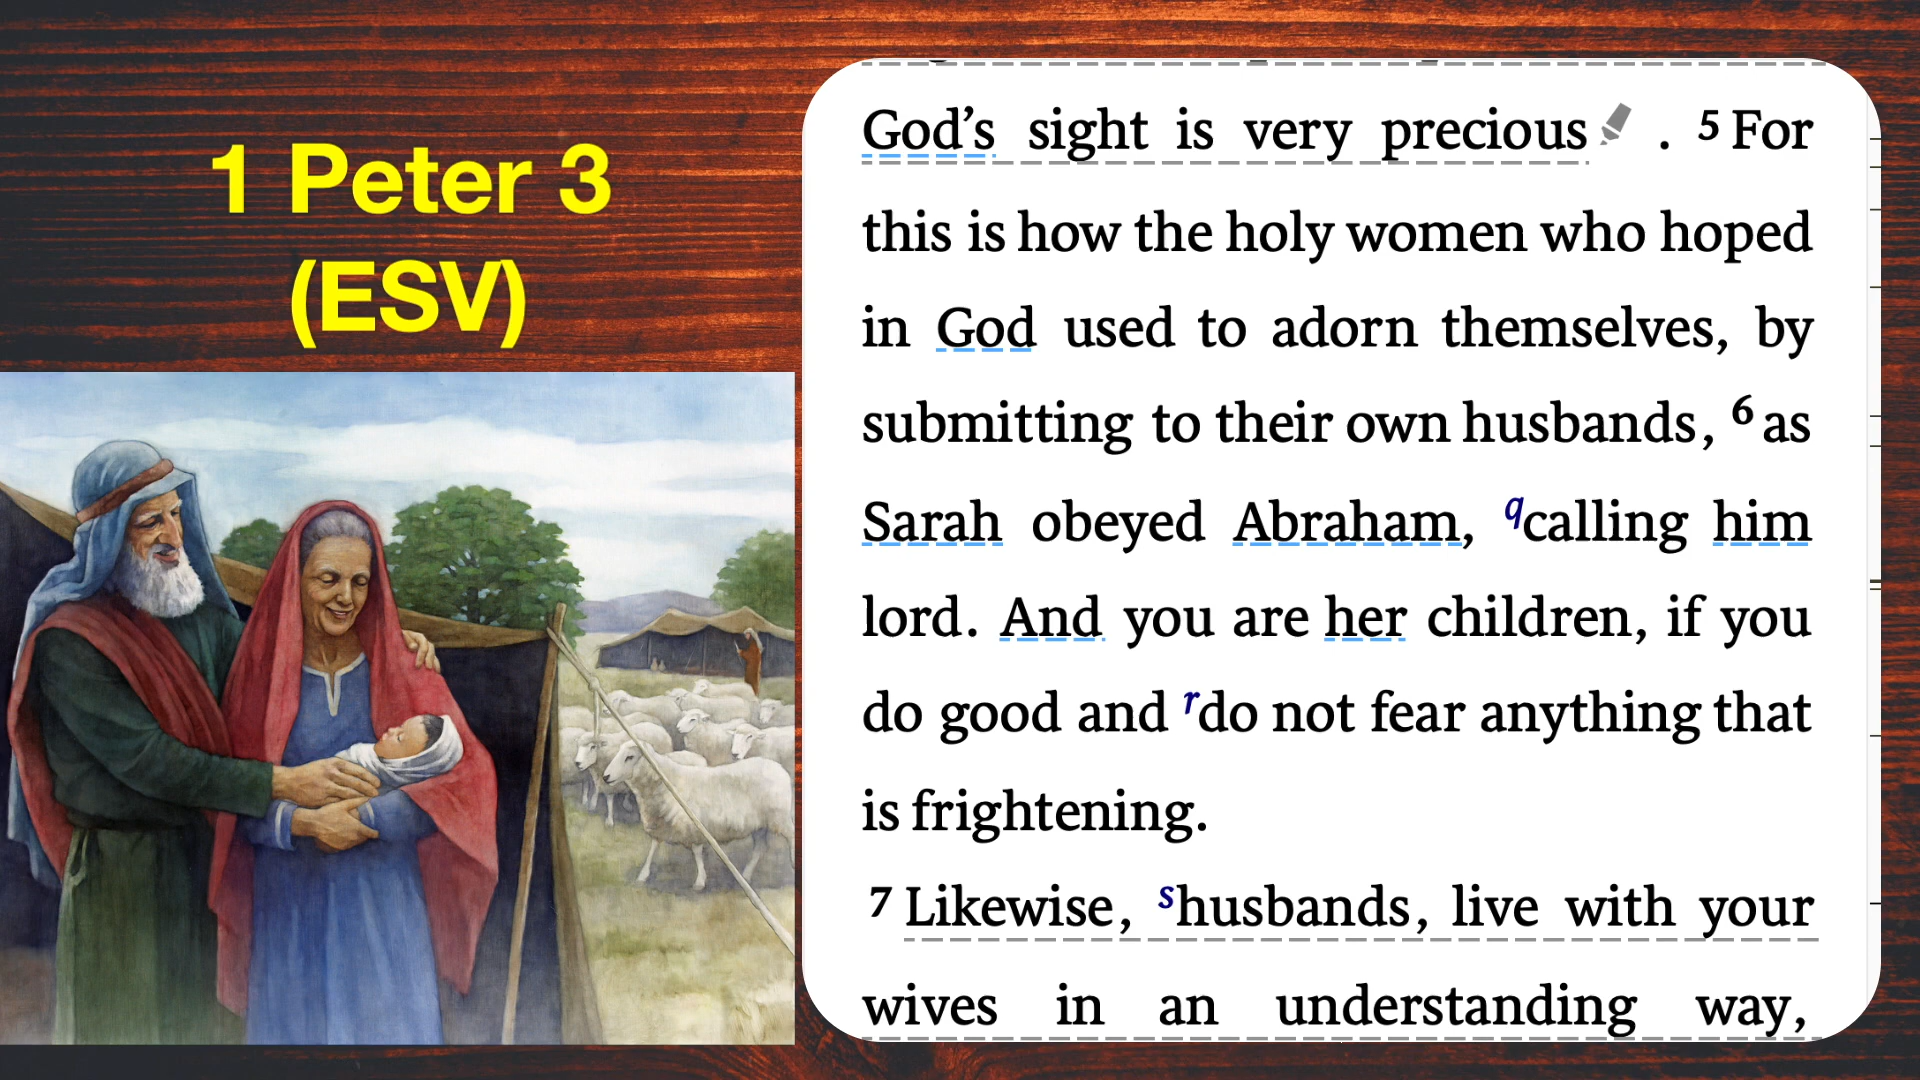 1 Peter 3
(ESV)
God’s sight is very precious . 5 For
this is how the holy women who hoped
in God used to adorn themselves, by
submitting to their own husbands, 6 as
Sarah obeyed Abraham, qcalling him
lord. And you are her children, if you
do good and rdo not fear anything that
is frightening.
7 Likewise, shusbands, live with your
wives in an understanding way,